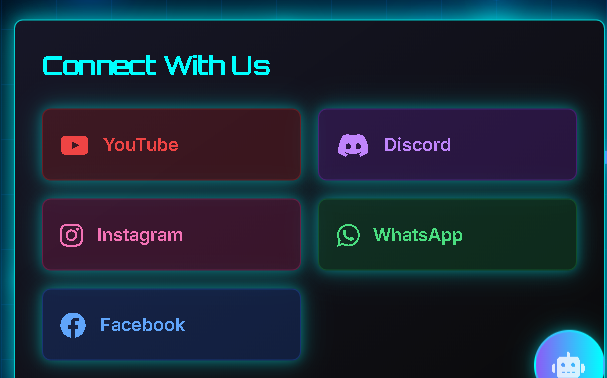 Connect With Us
YouTube
Discord
Instagram
WhatsApp
Facebook